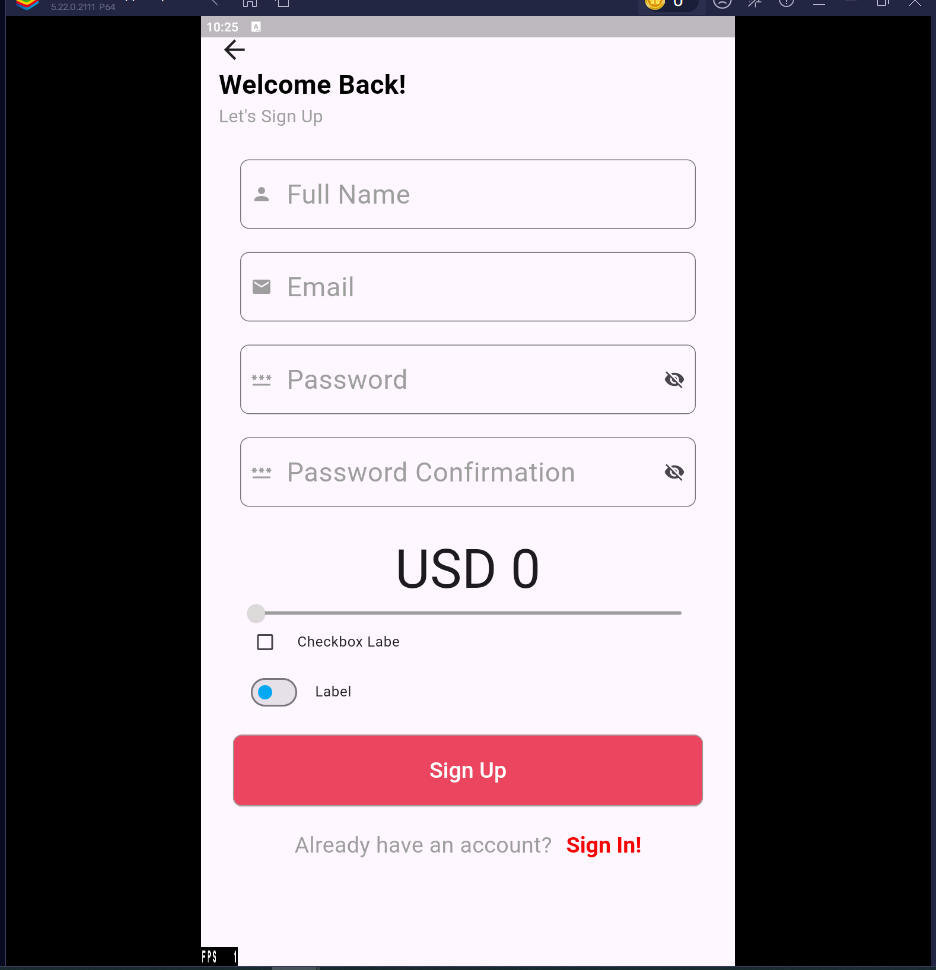 5.22.0.2111 P64
0
10:25 A
Welcome Back!
Let's Sign Up
Full Name
Email
*** Password
*** Password Confirmation
USD 0
Checkbox Labe
Label
Sign Up
Already have an account? Sign In!
FPS 1